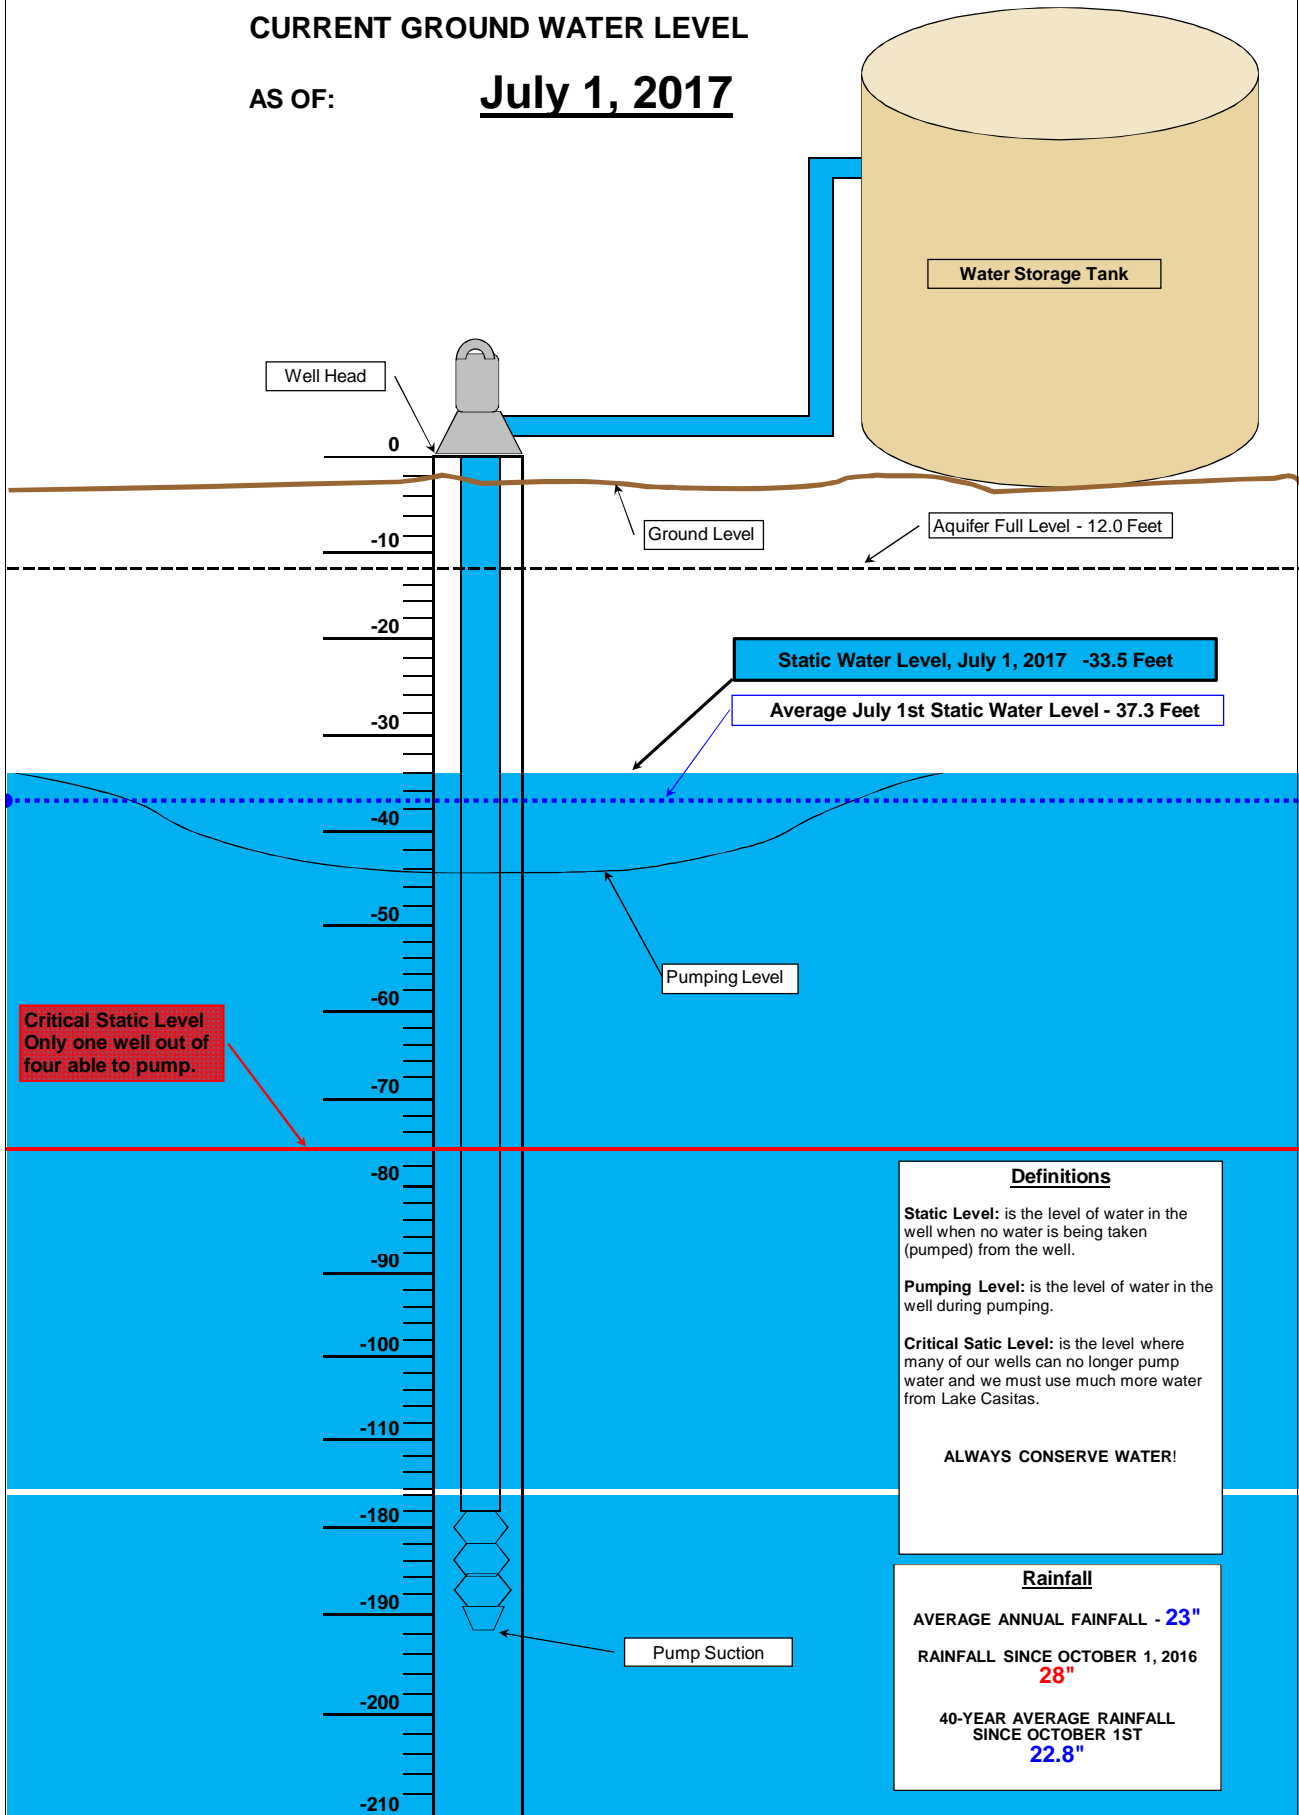 CURRENT GROUND WATER LEVEL
AS OF: July 1, 2017
Water Storage Tank
Well Head
0
Ground Level
Aquifer Full Level - 12.0 Feet
-10
-20
Static Water Level, July 1, 2017 -33.5 Feet
Average July 1st Static Water Level - 37.3 Feet
-30
-40
-50
Pumping Level
-60
Critical Static Level
Only one well out of
four able to pump.
-70
-80
-90
-100
-110
Definitions
Static Level: is the level of water in the
well when no water is being taken
(pumped) from the well.
Pumping Level: is the level of water in the
well during pumping.
Critical Satic Level: is the level where
many of our wells can no longer pump
water and we must use much more water
from Lake Casitas.
ALWAYS CONSERVE WATER!
-180
-190
Pump Suction
-200
-210
Rainfall
AVERAGE ANNUAL FAINFALL - 23"
RAINFALL SINCE OCTOBER 1, 2016
28"
40-YEAR AVERAGE RAINFALL
SINCE OCTOBER 1ST
22.8"